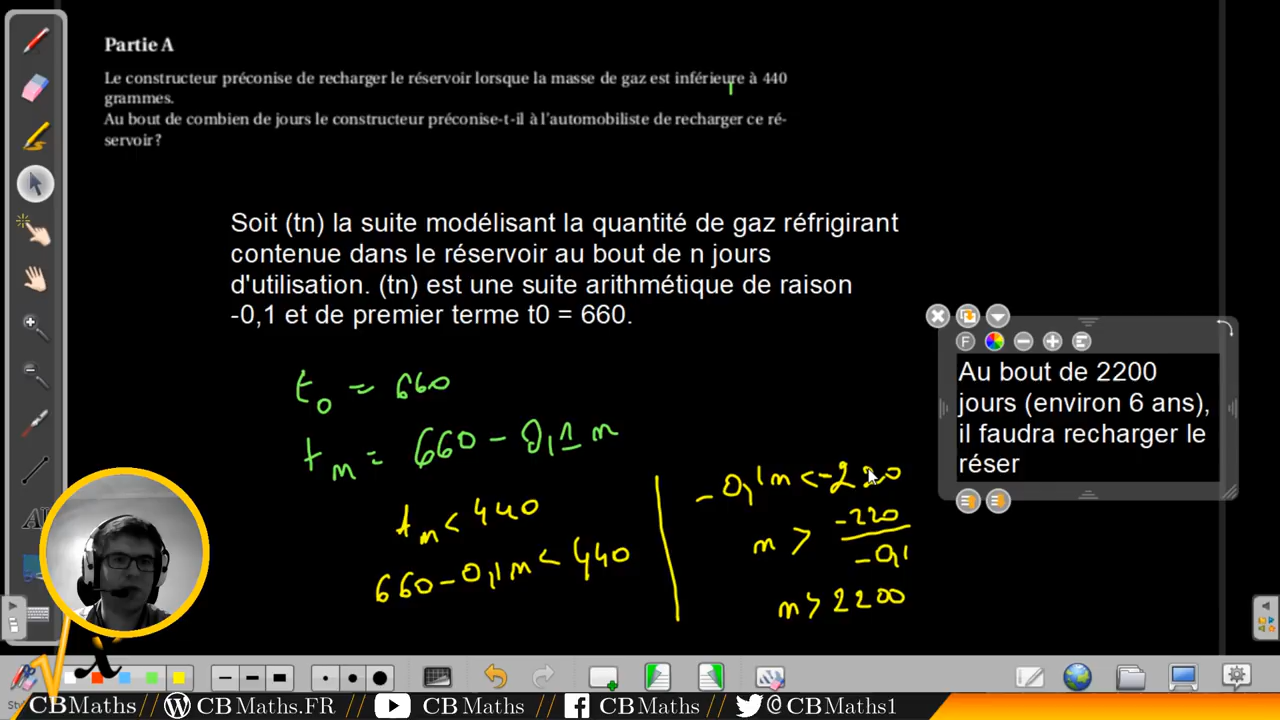 Partie A
Le constructeur préconise de recharger le réservoir lorsque la masse de gaz est inférieure à 440
grammes.
Au bout de combien de jours le constructeur préconise-t-il à l'automobiliste de recharger ce ré-
servoir ?
Soit (tn) la suite modélisant la quantité de gaz réfrigirant
contenue dans le réservoir au bout de n jours
d'utilisation. (tn) est une suite arithmétique de raison
-0,1 et de premier terme t0 = 660.
t0 = 660
tn = 660 - 0,1 n
tn < 440
660 - 0,1n < 440
- 0,1n < -220
n > -220 / -0,1
n > 2200
F
Au bout de 2200
jours (environ 6 ans),
il faudra recharger le
réser
CBMaths // CBMaths.FR // CBMaths // CBMaths // @CBMaths1